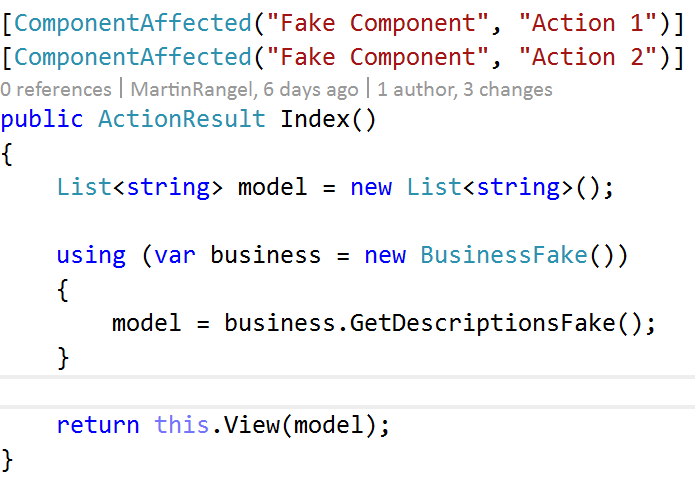 [ComponentAffected("Fake Component", "Action 1")]
[ComponentAffected("Fake Component", "Action 2")]
0 references | MartinRangel, 6 days ago | 1 author, 3 changes
public ActionResult Index()
{
    List<string> model = new List<string>();
    using (var business = new BusinessFake())
    {
        model = business.GetDescriptionsFake();
    }
    return this.View(model);
}